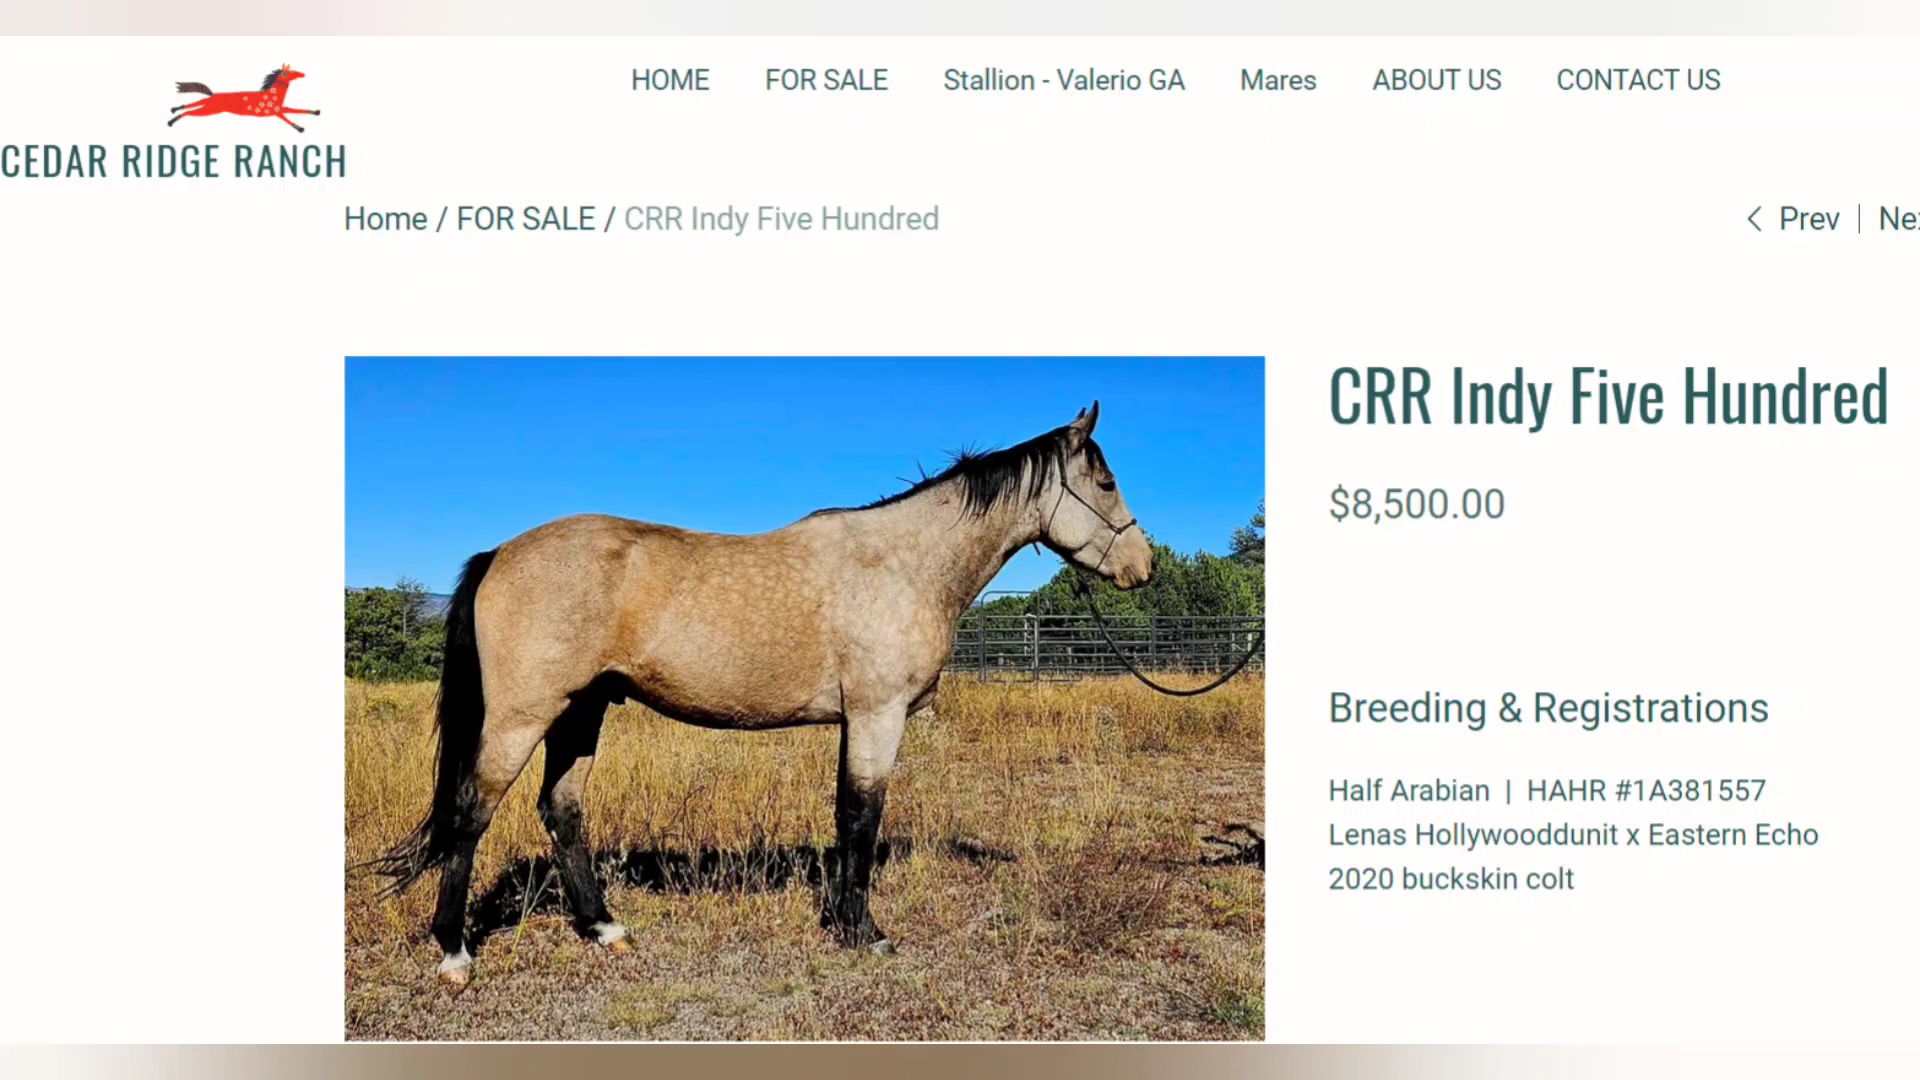 HOME FOR SALE Stallion - Valerio GA Mares ABOUT US CONTACT US
CEDAR RIDGE RANCH
Home / FOR SALE / CRR Indy Five Hundred
Prev
CRR Indy Five Hundred
$8,500.00
Breeding & Registrations
Half Arabian | HAHR #1A381557
Lenas Hollywooddunit x Eastern Echo
2020 buckskin colt